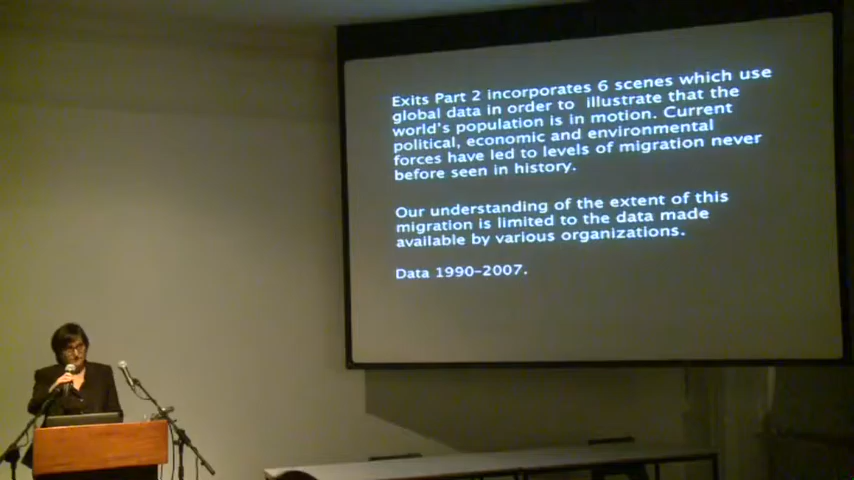 Exits Part 2 incorporates 6 scenes which use
global data in order to illustrate that the
world's population is in motion. Current
political, economic and environmental
forces have led to levels of migration never
before seen in history.
Our understanding of the extent of this
migration is limited to the data made
available by various organizations.
Data 1990–2007.